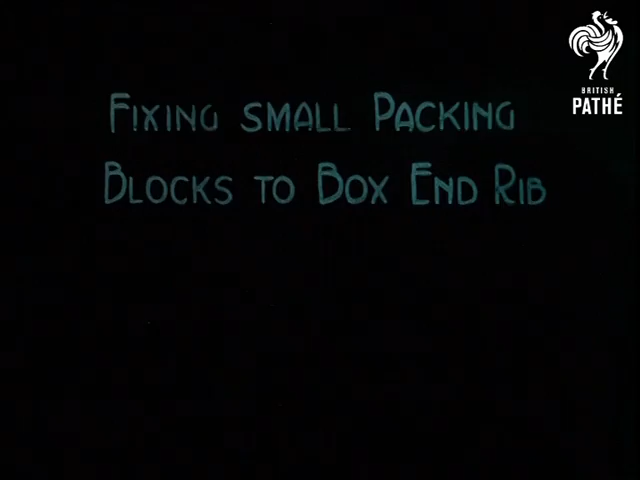 BRITISH
PATHÉ
FIXING SMALL PACKING
BLOCKS TO BOX END RIB